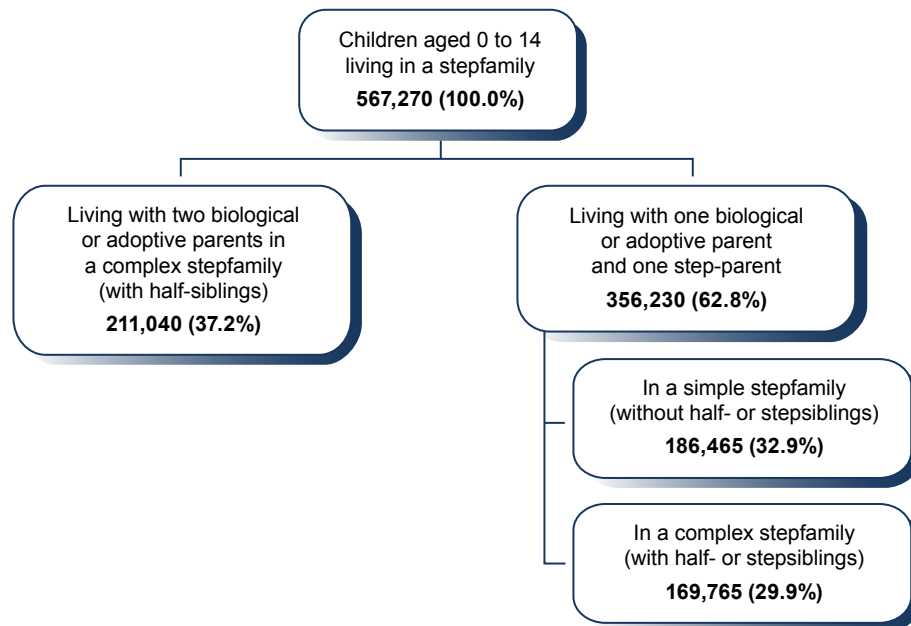 Children aged 0 to 14
living in a stepfamily
567,270 (100.0%)
Living with two biological
or adoptive parents in
a complex stepfamily
(with half-siblings)
211,040 (37.2%)
Living with one biological
or adoptive parent
and one step-parent
356,230 (62.8%)
In a simple stepfamily
(without half- or stepsiblings)
186,465 (32.9%)
In a complex stepfamily
(with half- or stepsiblings)
169,765 (29.9%)